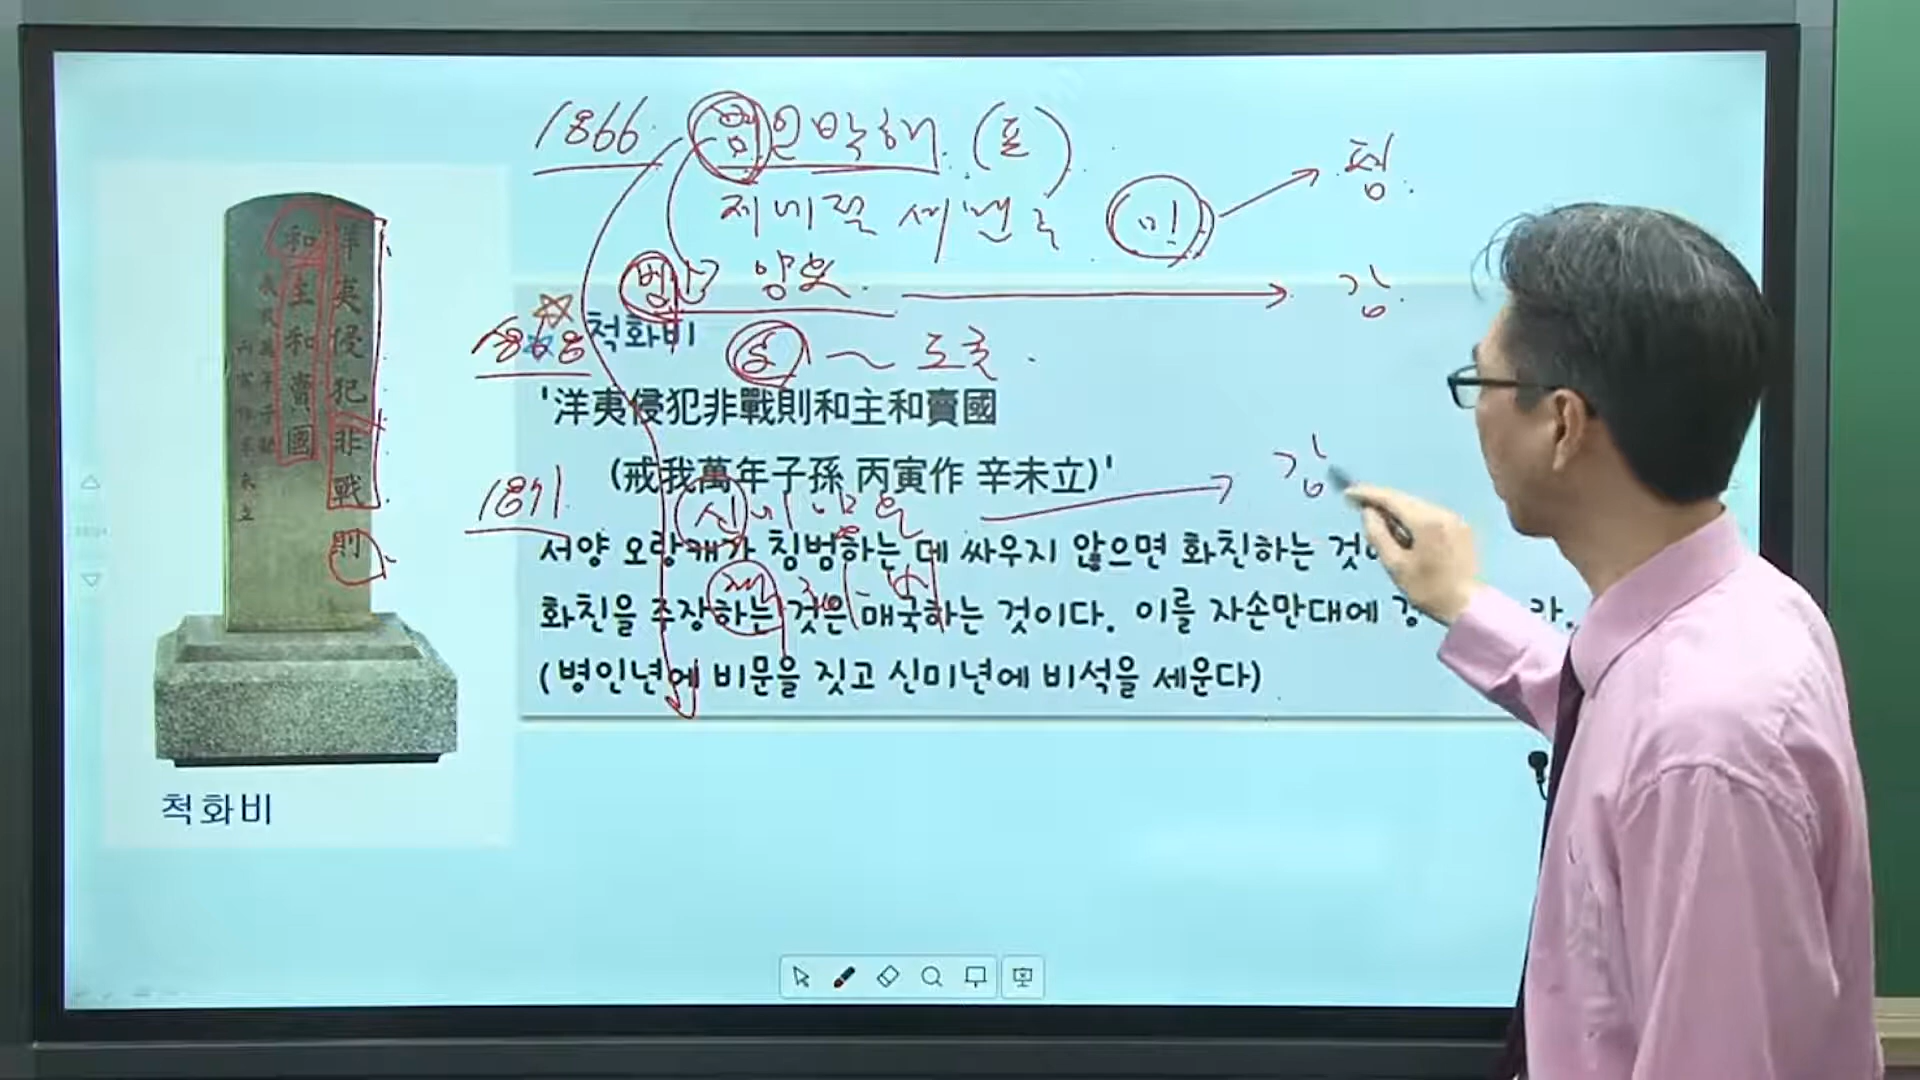 1866. 병인박해. (프)
제너럴 셔먼호 미 → 평.
병인 양요. → 강.
척화비
1868 오 ~ 도굴.
'洋夷侵犯非戰則和主和賣國
(戒我萬年子孫 丙寅作 辛未立)'
1871. 신미양요 → 강
서양 오랑캐가 침범하는 데 싸우지 않으면 화친하는 것이
화친을 주장하는 것은 매국하는 것이다. 이를 자손만대에 경 라.
척
(병인년에 비문을 짓고 신미년에 비석을 세운다)
洋夷侵犯非戰則
和主和賣國
척화비